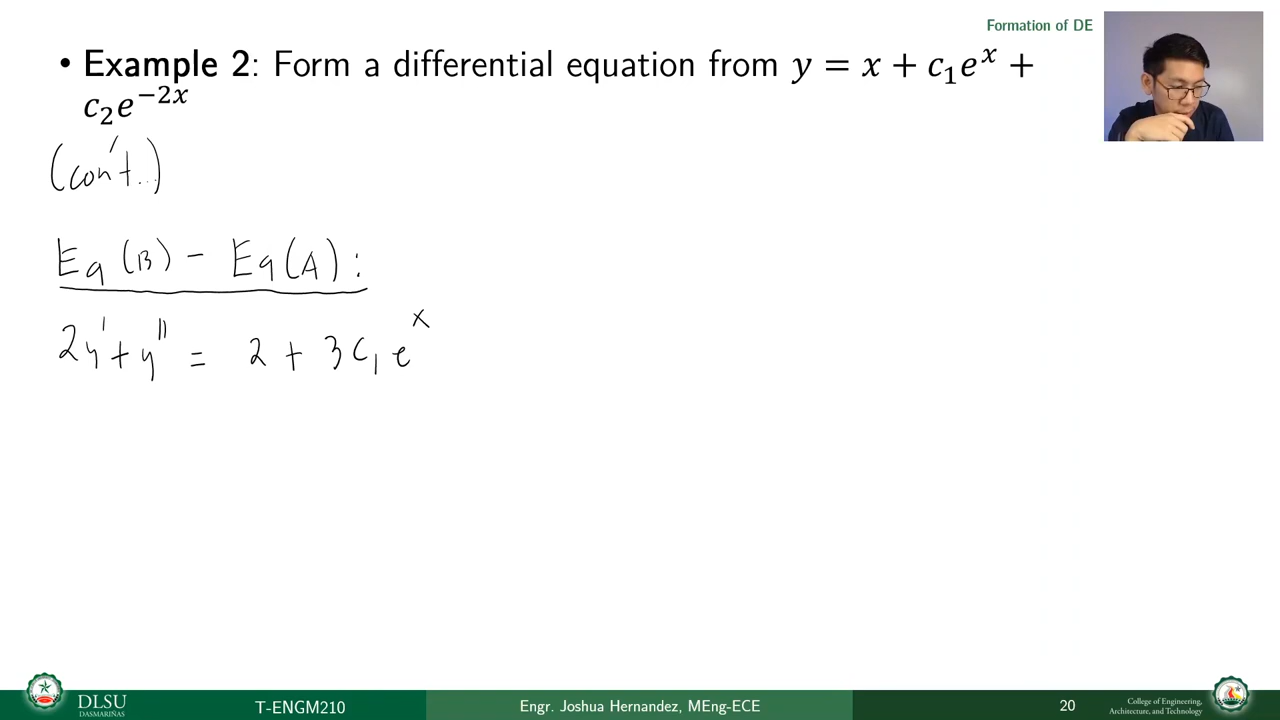 Formation of DE
• Example 2: Form a differential equation from y = x + c₁eˣ +
c₂e⁻²ˣ
(con't...)
Eq (B) - Eq(A):
2y' + y'' = 2 + 3C₁eˣ
DLSU
DASMARIÑAS
T-ENGM210
Engr. Joshua Hernandez, MEng-ECE
20
College of Engineering,
Architecture, and Technology